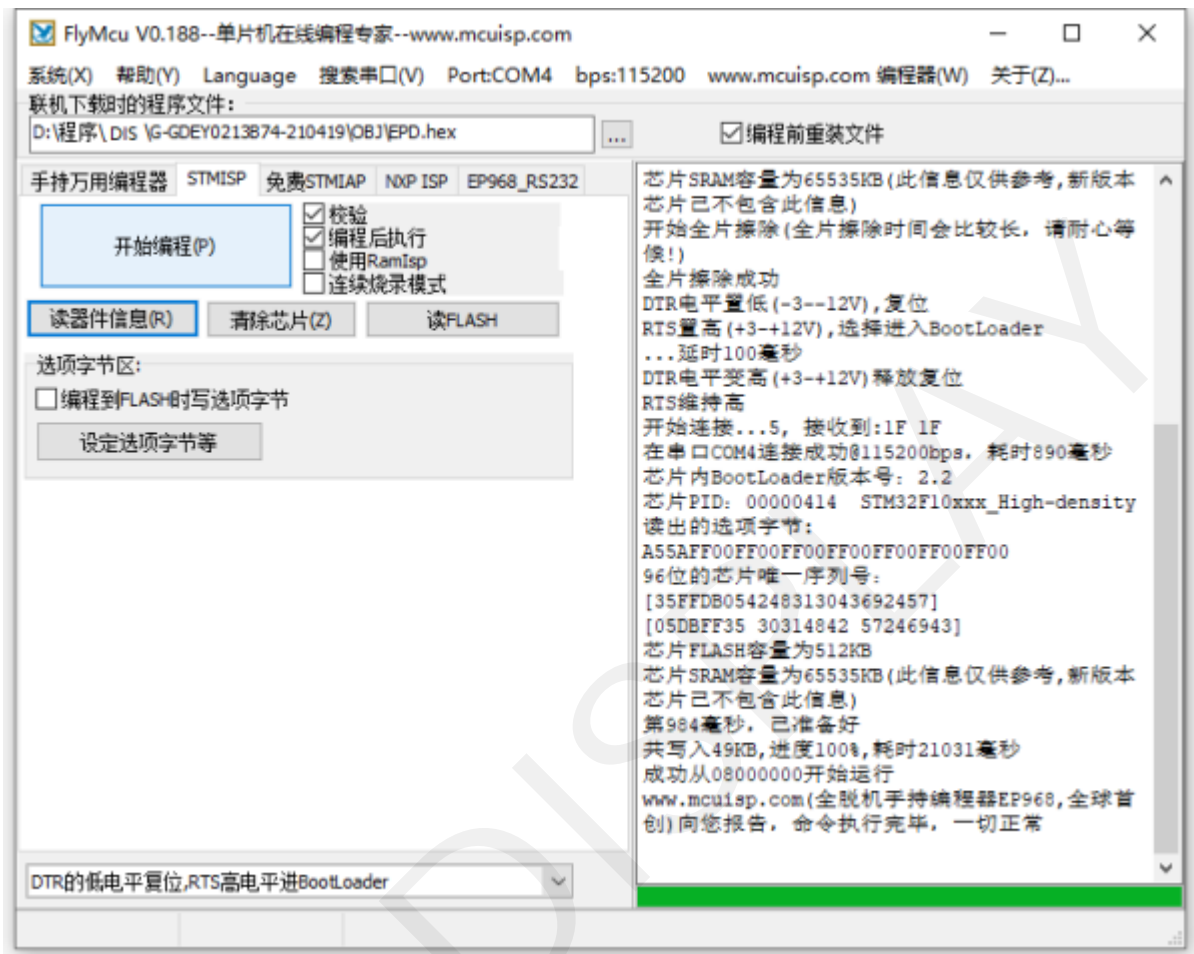 FlyMcu V0.188--单片机在线编程专家--www.mcuisp.com
系统(X) 帮助(Y) Language 搜索串口(V) Port:COM4 bps:115200 www.mcuisp.com 编程器(W) 关于(Z)...
联机下载时的程序文件:
D:\程序\ DIS \G-GDEY0213B74-210419\OBJ\EPD.hex
...
编程前重装文件
手持万用编程器 STMISP 免费STMIAP NXP ISP EP968_RS232
开始编程(P)
校验
编程后执行
使用RamIsp
连续烧录模式
读器件信息(R) 清除芯片(Z) 读FLASH
选项字节区:
编程到FLASH时写选项字节
设定选项字节等
DTR的低电平复位,RTS高电平进BootLoader
芯片SRAM容量为65535KB(此信息仅供参考,新版本
芯片已不包含此信息)
开始全片擦除(全片擦除时间会比较长, 请耐心等
候!)
全片擦除成功
DTR电平置低(-3--12V),复位
RTS置高(+3-+12V),选择进入BootLoader
...延时100毫秒
DTR电平变高(+3-+12V)释放复位
RTS维持高
开始连接...5, 接收到:1F 1F
在串口COM4连接成功@115200bps, 耗时890毫秒
芯片内BootLoader版本号: 2.2
芯片PID: 00000414 STM32F10xxx_High-density
读出的选项字节:
A55AFF00FF00FF00FF00FF00FF00FF00
96位的芯片唯一序列号:
[35FFDB054248313043692457]
[05DBFF35 30314842 57246943]
芯片FLASH容量为512KB
芯片SRAM容量为65535KB(此信息仅供参考,新版本
芯片已不包含此信息)
第984毫秒, 已准备好
共写入49KB,进度100%,耗时21031毫秒
成功从08000000开始运行
www.mcuisp.com(全脱机手持编程器EP968,全球首
创)向您报告, 命令执行完毕, 一切正常
DISPLAY